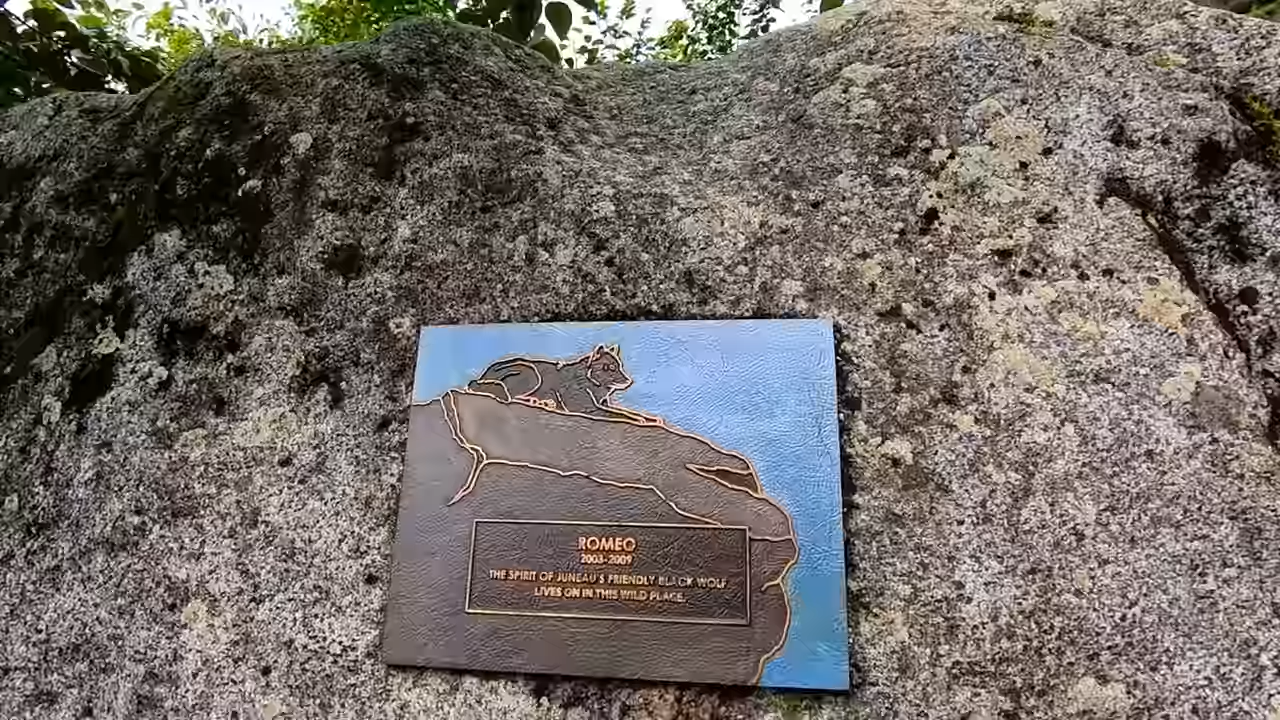 ROMEO
2003-2009
THE SPIRIT OF JUNEAU'S FRIENDLY BLACK WOLF
LIVES ON IN THIS WILD PLACE.